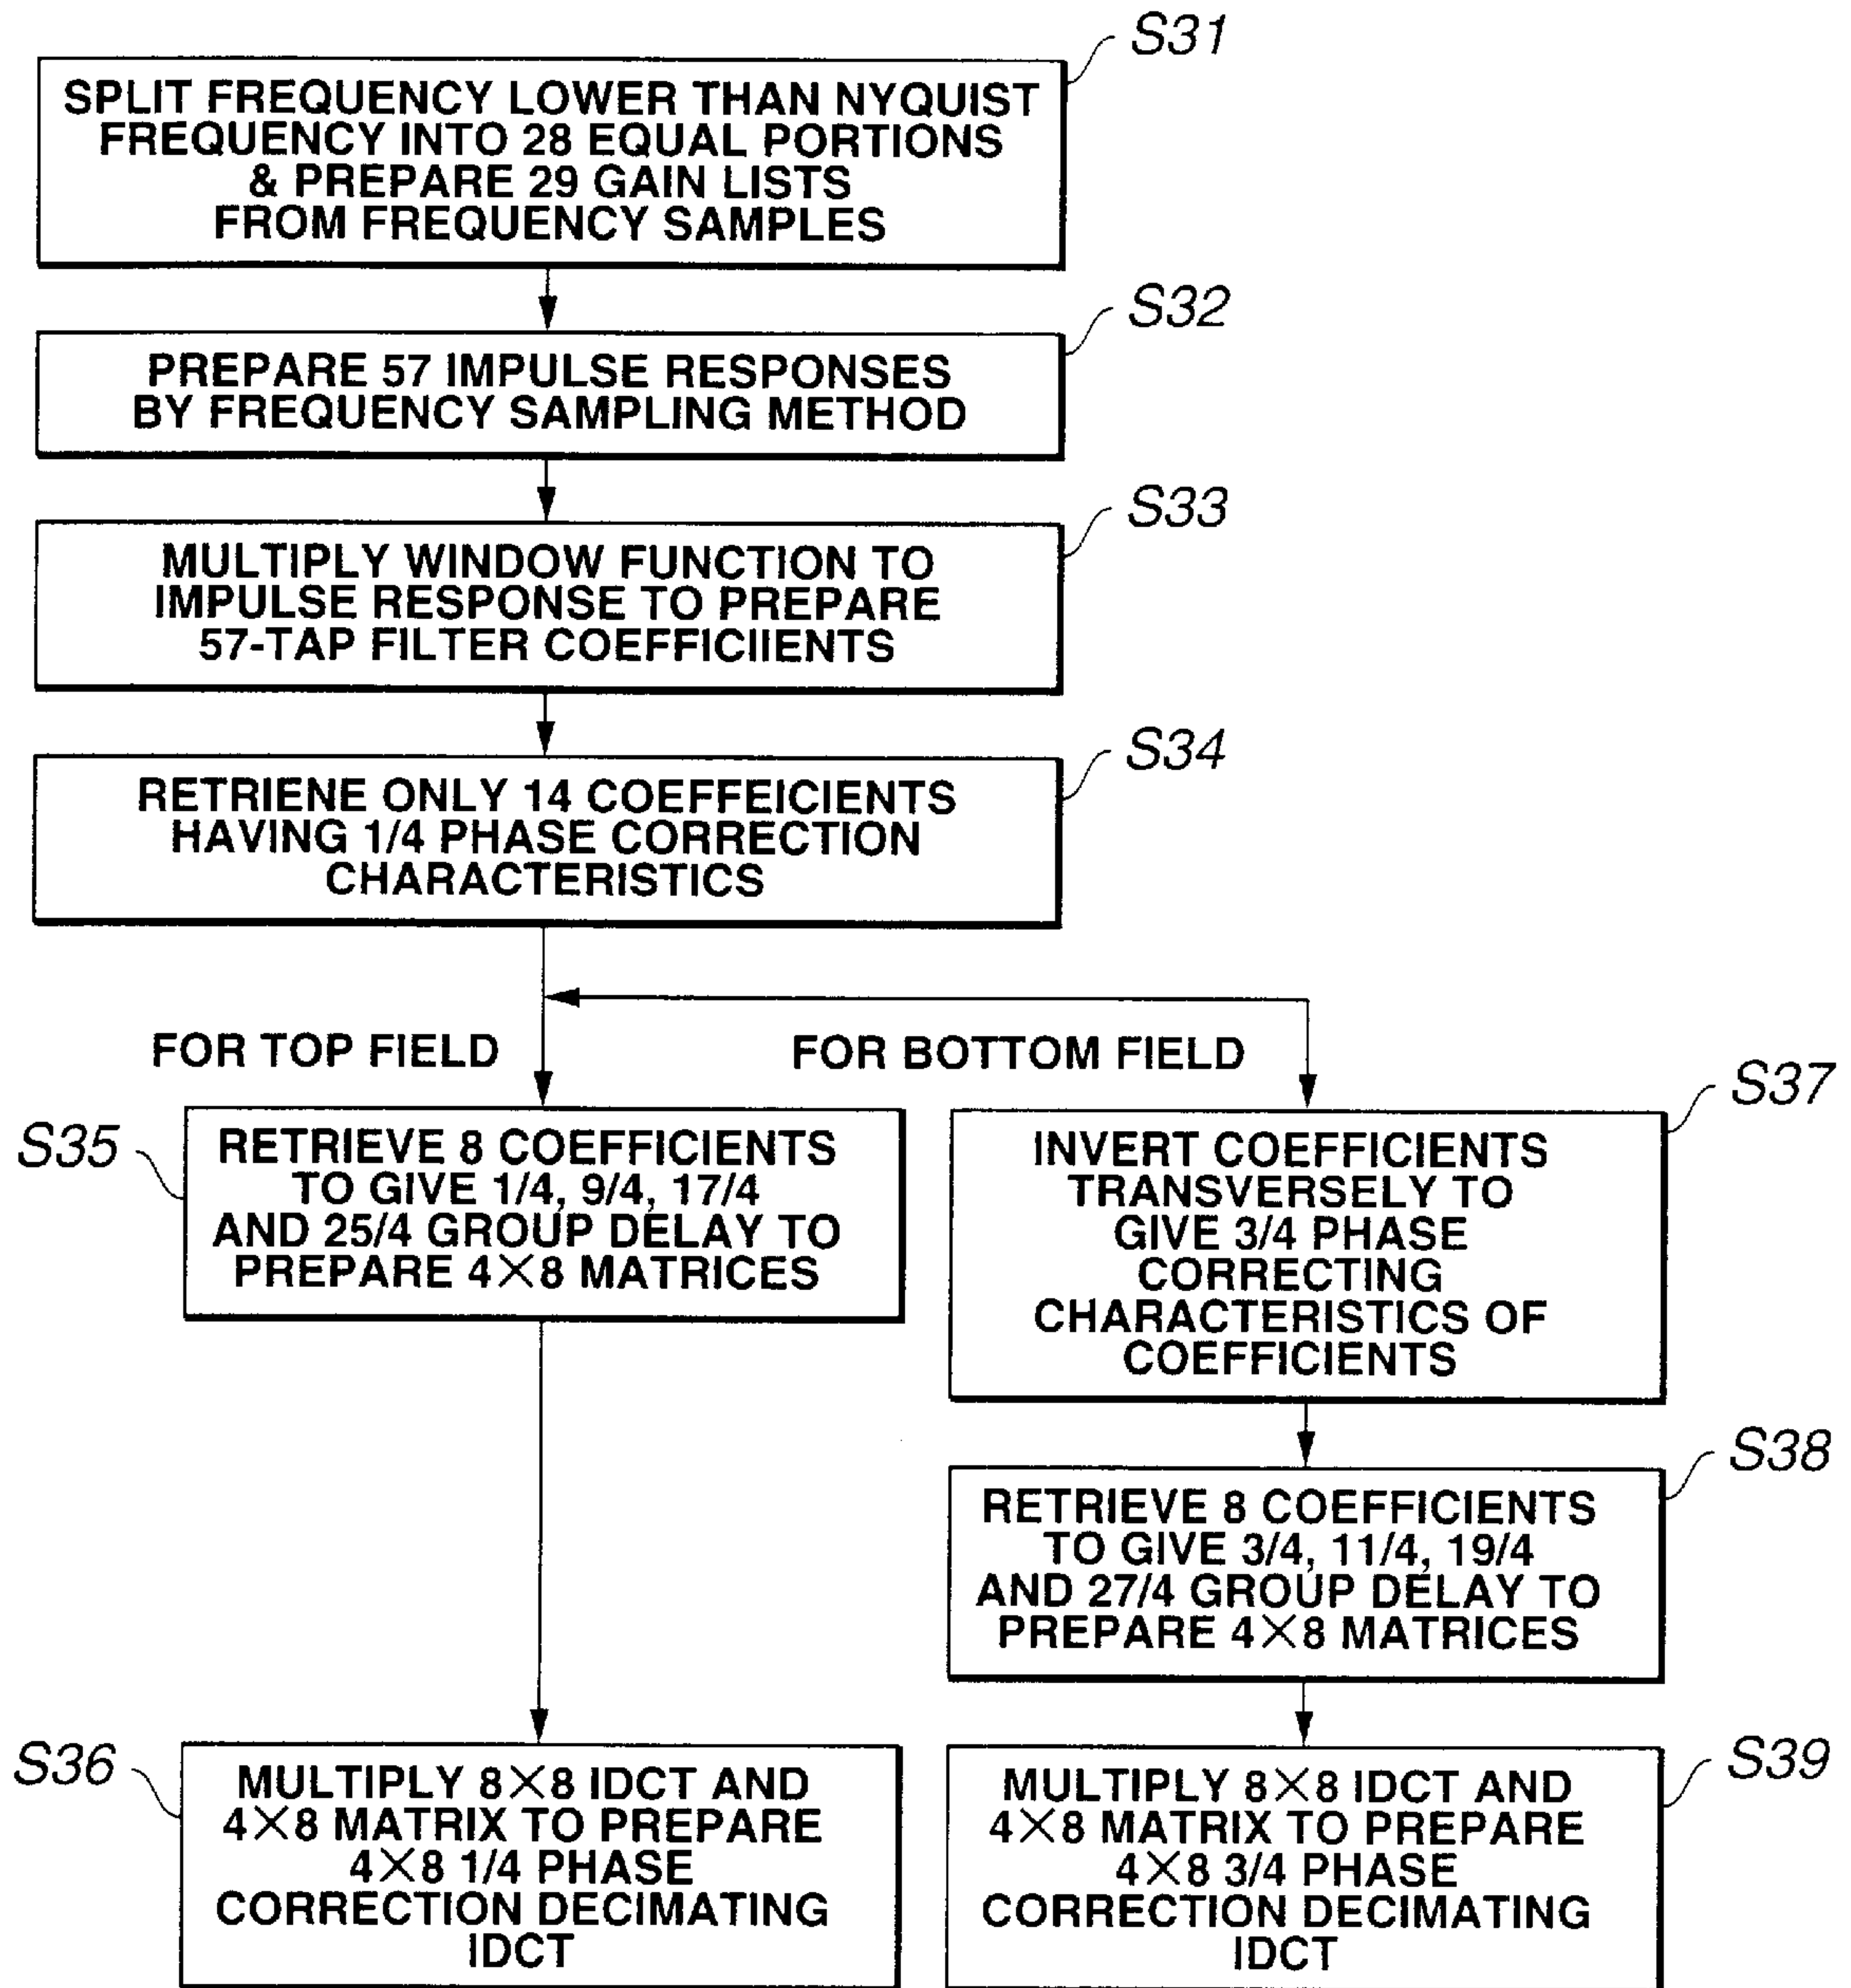 S31
SPLIT FREQUENCY LOWER THAN NYQUIST
FREQUENCY INTO 28 EQUAL PORTIONS
& PREPARE 29 GAIN LISTS
FROM FREQUENCY SAMPLES
S32
PREPARE 57 IMPULSE RESPONSES
BY FREQUENCY SAMPLING METHOD
S33
MULTIPLY WINDOW FUNCTION TO
IMPULSE RESPONSE TO PREPARE
57-TAP FILTER COEFFICIIENTS
S34
RETRIENE ONLY 14 COEFFEICIENTS
HAVING 1/4 PHASE CORRECTION
CHARACTERISTICS
FOR TOP FIELD
FOR BOTTOM FIELD
S35
RETRIEVE 8 COEFFICIENTS
TO GIVE 1/4, 9/4, 17/4
AND 25/4 GROUP DELAY TO
PREPARE 4×8 MATRICES
S37
INVERT COEFFICIENTS
TRANSVERSELY TO
GIVE 3/4 PHASE
CORRECTING
CHARACTERISTICS OF
COEFFICIENTS
S38
RETRIEVE 8 COEFFICIENTS
TO GIVE 3/4, 11/4, 19/4
AND 27/4 GROUP DELAY TO
PREPARE 4×8 MATRICES
S36
MULTIPLY 8×8 IDCT AND
4×8 MATRIX TO PREPARE
4×8 1/4 PHASE
CORRECTION DECIMATING
IDCT
S39
MULTIPLY 8×8 IDCT AND
4×8 MATRIX TO PREPARE
4×8 3/4 PHASE
CORRECTION DECIMATING
IDCT